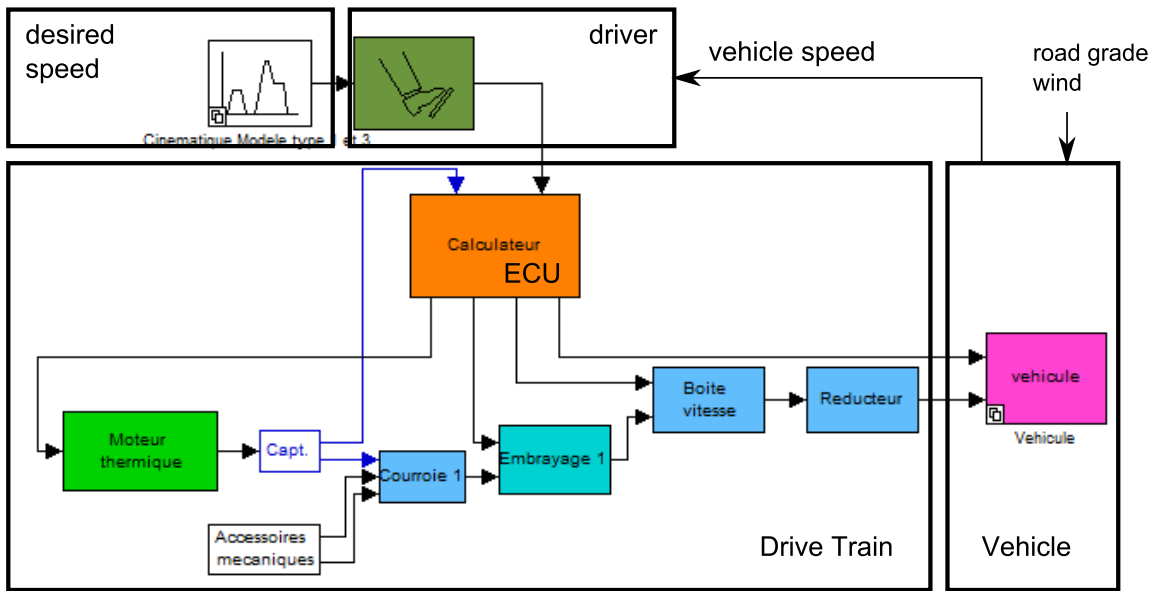 desired
speed
driver
vehicle speed
road grade
wind
Cinematique Modele type 1 et 3
Calculateur
ECU
vehicule
Vehicule
Boite
vitesse
Reducteur
Moteur
thermique
Capt.
Courroie 1
Embrayage 1
Accessoires
mecaniques
Drive Train
Vehicle